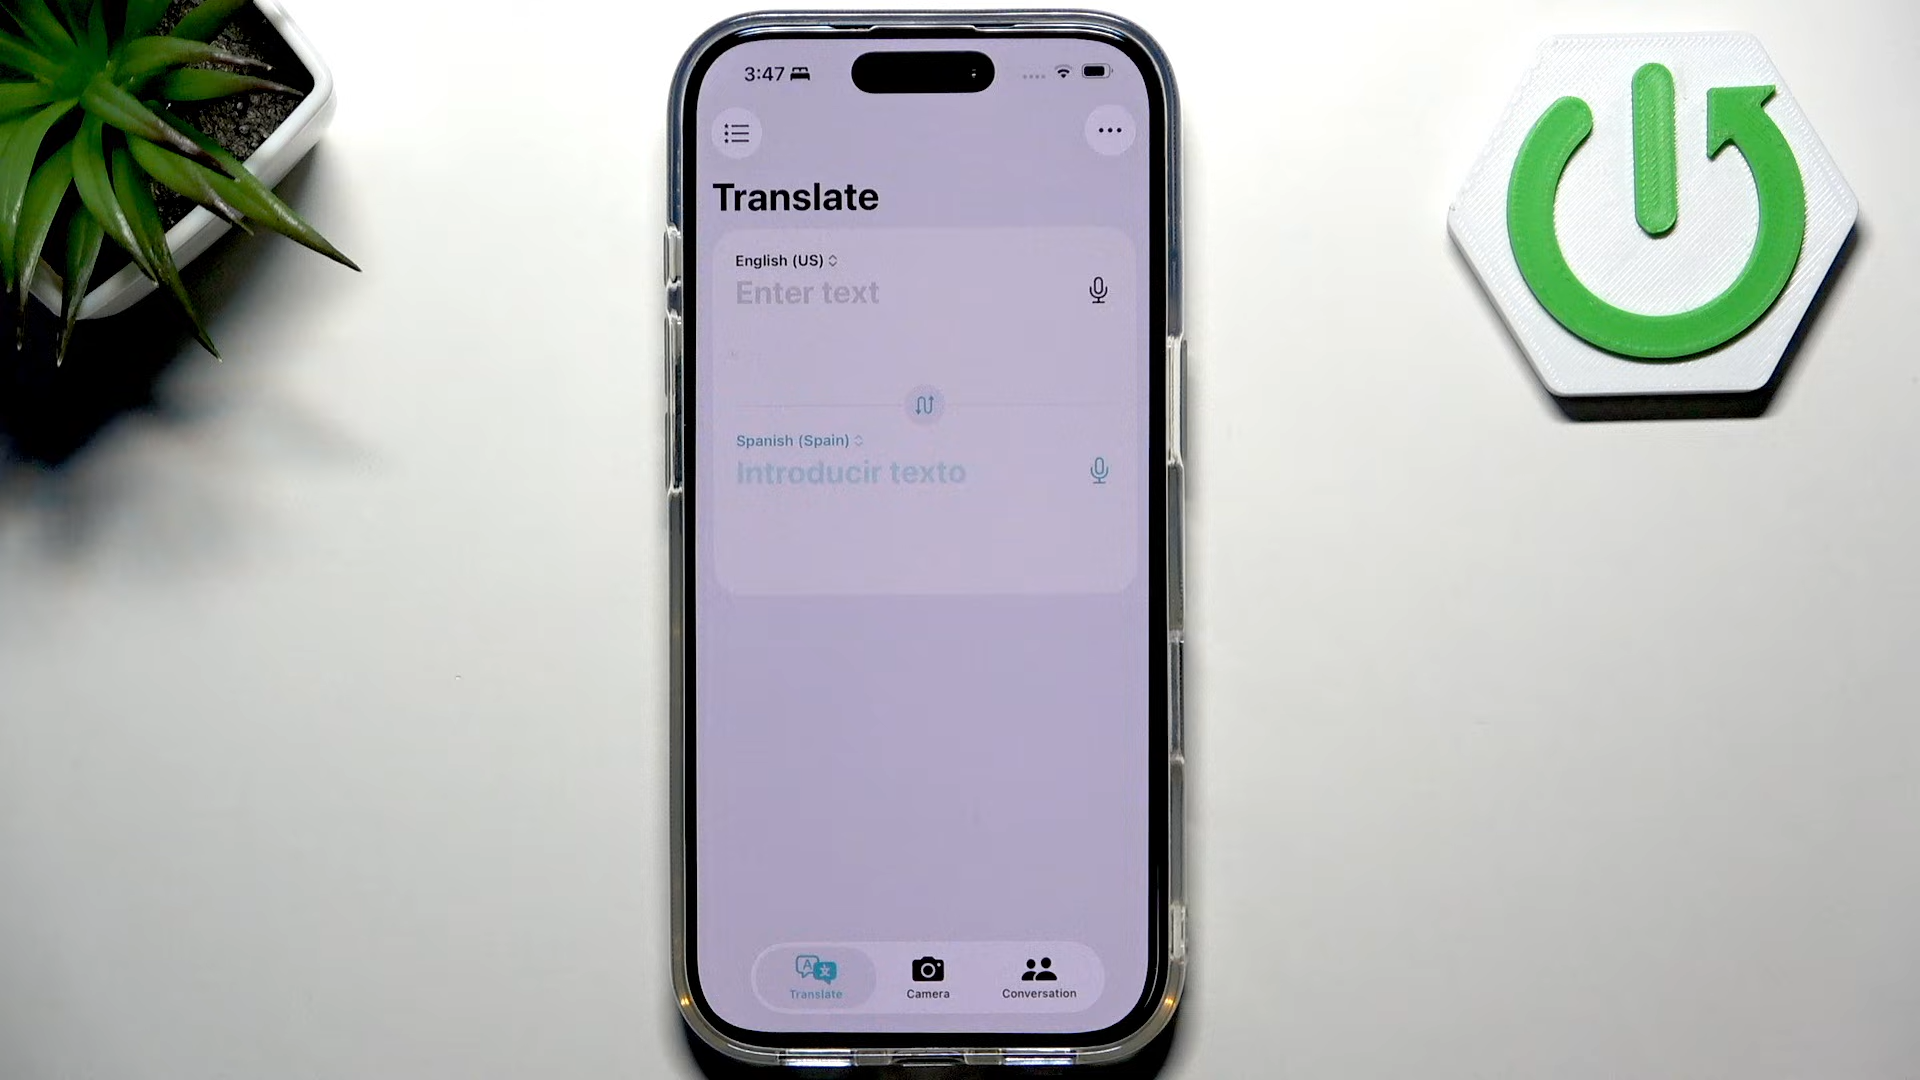 3:47
Translate
English (US)
Enter text
Spanish (Spain)
Introducir texto
Translate
Camera
Conversation